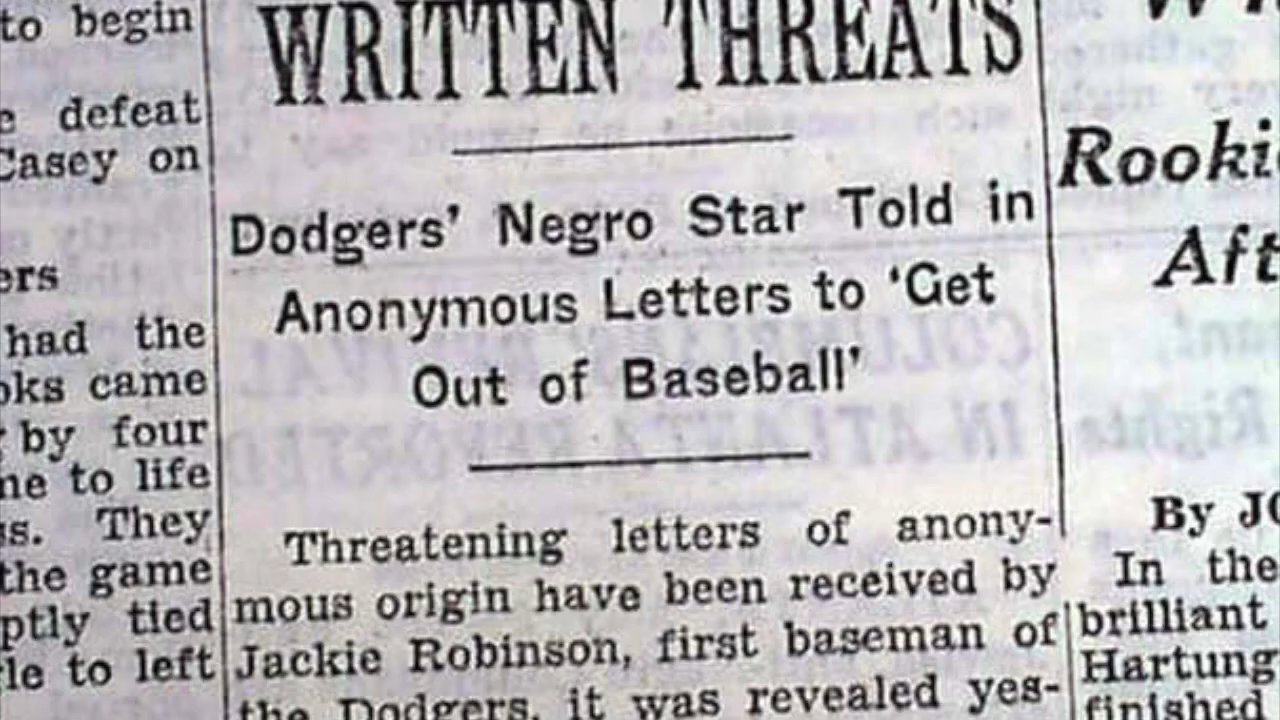 to begin
e defeat
Casey on
ers
had the
oks came
by four
ne to life
ss. They
the game
ptly tied
le to left
WRITTEN THREATS
Dodgers' Negro Star Told in
Anonymous Letters to 'Get
Out of Baseball'
Threatening letters of anony-
mous origin have been received by
Jackie Robinson, first baseman of
the Dodgers, it was revealed yes-
Rooki
Aft
By JO
In the
brilliant
Hartung
finished